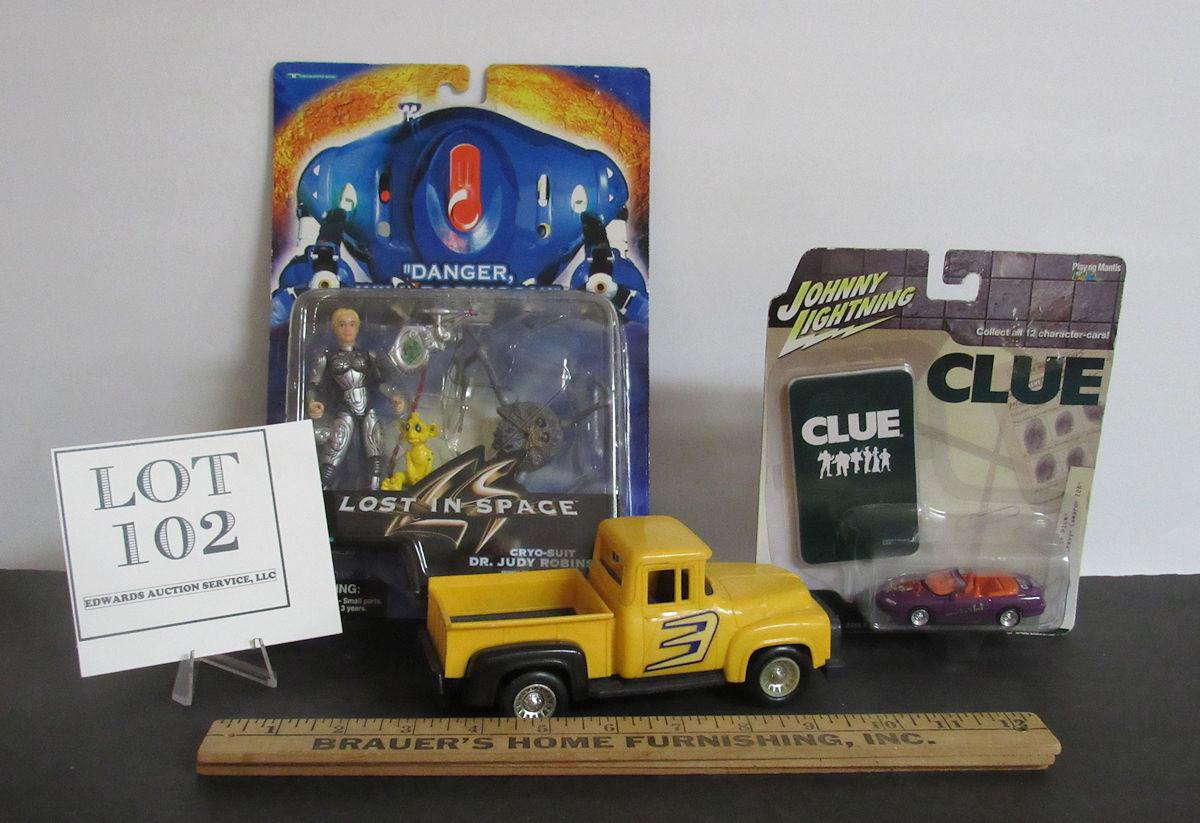 "DANGER,
LOST IN SPACE
CRYO-SUIT
DR. JUDY ROBINS
NG:
- Small parts.
3 years.
LOT
102
EDWARDS AUCTION SERVICE, LLC
JOHNNY
LIGHTNING
Playing Mantis
Collect all 12 character-cars!
CLUE
CLUE
3
1 2 3 4 5 6 7 8 9 10 11 12
BRAUER'S HOME FURNISHING, INC.